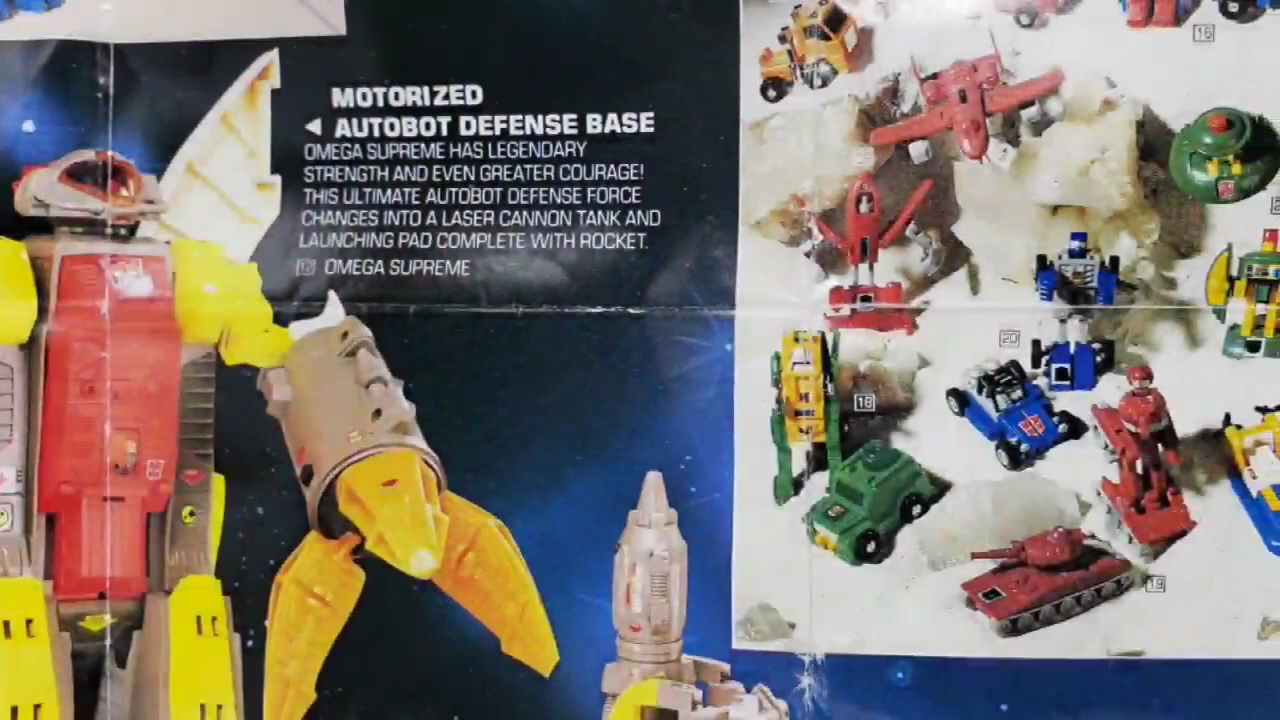 MOTORIZED
◀ AUTOBOT DEFENSE BASE
OMEGA SUPREME HAS LEGENDARY
STRENGTH AND EVEN GREATER COURAGE!
THIS ULTIMATE AUTOBOT DEFENSE FORCE
CHANGES INTO A LASER CANNON TANK AND
LAUNCHING PAD COMPLETE WITH ROCKET.
OMEGA SUPREME
16
20
18
19